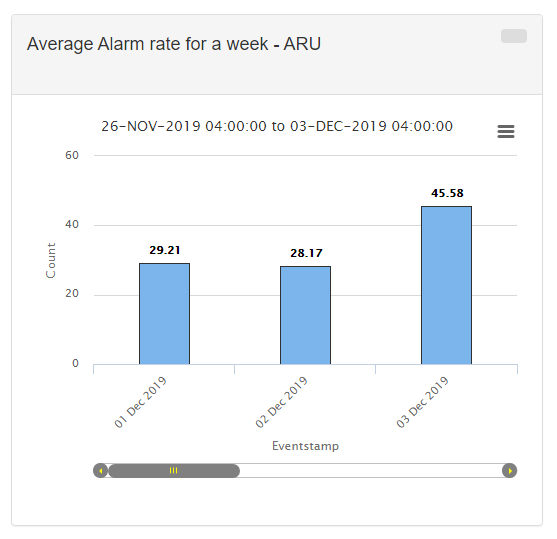 Average Alarm rate for a week - ARU
26-NOV-2019 04:00:00 to 03-DEC-2019 04:00:00
60
40
20
0
Count
29.21
28.17
45.58
01 Dec 2019
02 Dec 2019
03 Dec 2019
Eventstamp